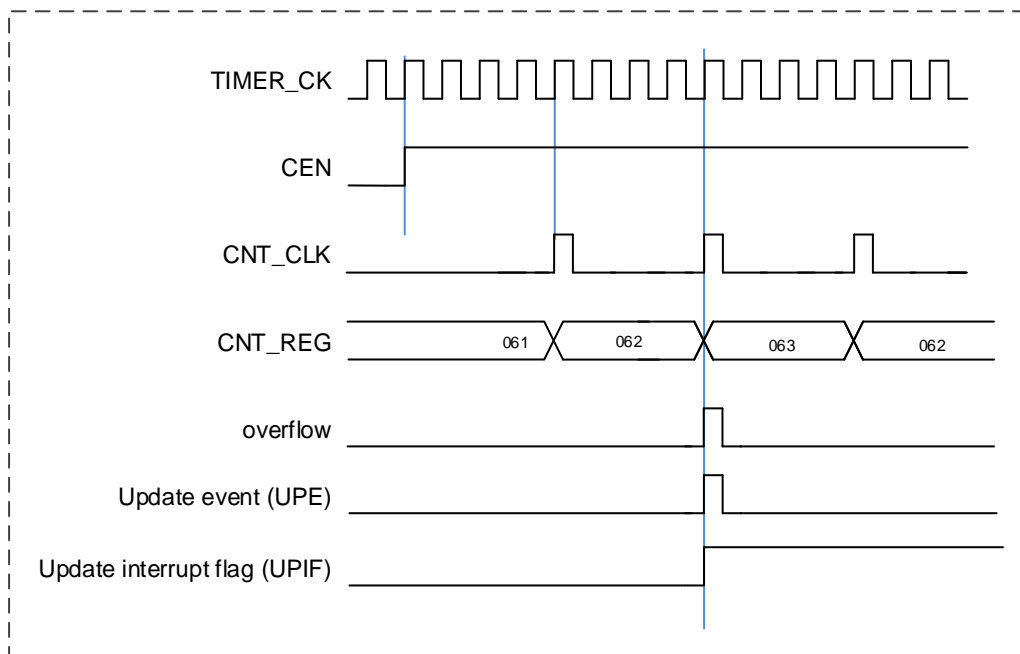 TIMER_CK
CEN
CNT_CLK
CNT_REG 061 062 063 062
overflow
Update event (UPE)
Update interrupt flag (UPIF)